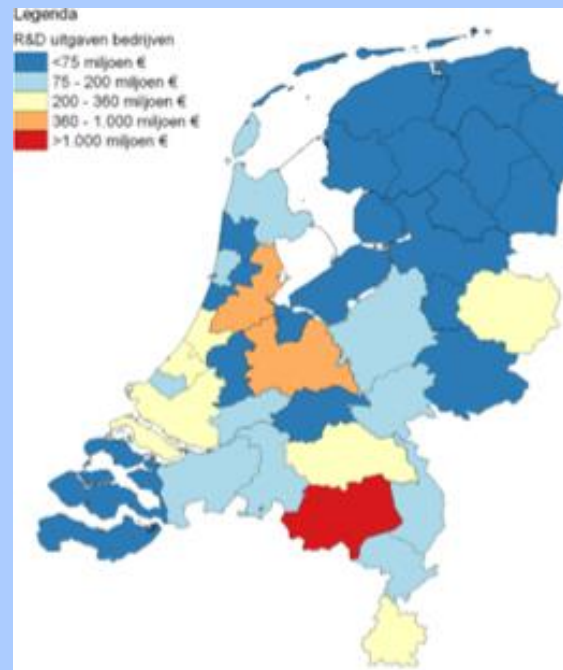 Legenda
R&D uitgaven bedrijven
<75 miljoen €
75 - 200 miljoen €
200 - 360 miljoen €
360 - 1.000 miljoen €
>1.000 miljoen €